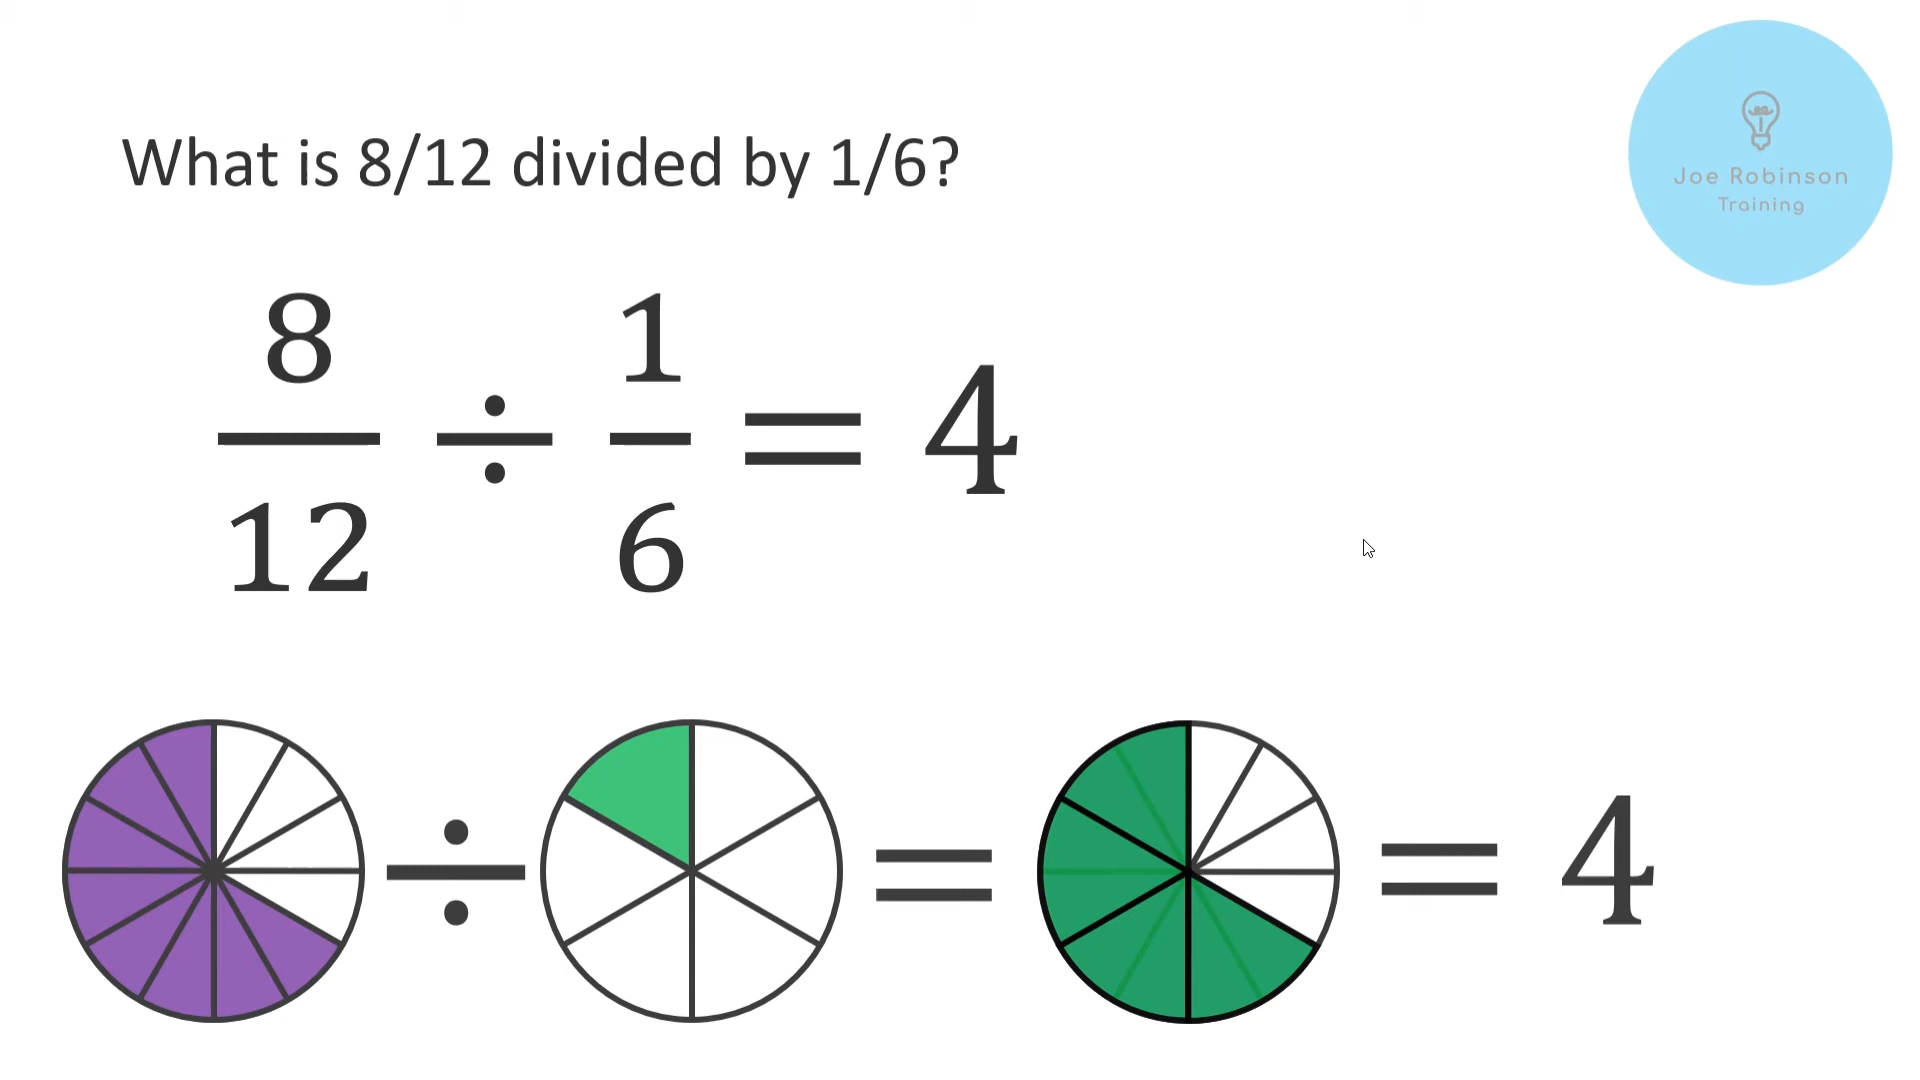 Joe Robinson
Training
What is 8/12 divided by 1/6?
8/12 ÷ 1/6 = 4
÷ = = 4